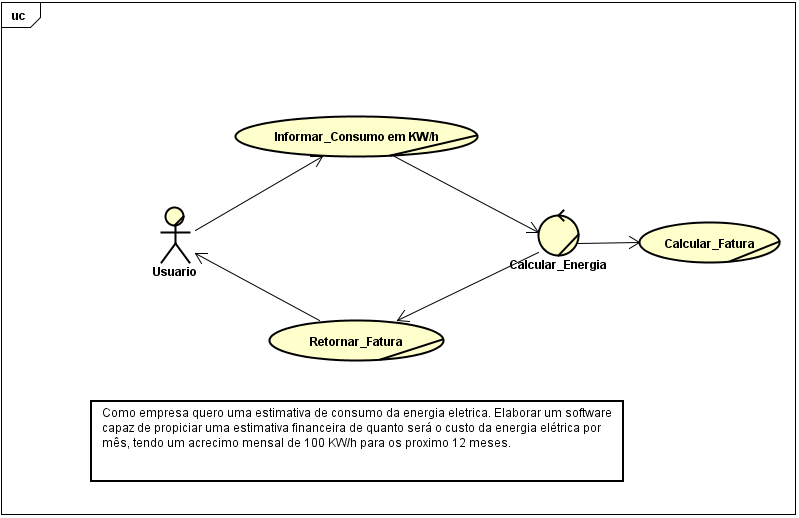 uc
Informar_Consumo em KW/h
Usuario
Calcular_Energia
Calcular_Fatura
Retornar_Fatura
Como empresa quero uma estimativa de consumo da energia eletrica. Elaborar um software
capaz de propiciar uma estimativa financeira de quanto será o custo da energia elétrica por
mês, tendo um acrecimo mensal de 100 KW/h para os proximo 12 meses.